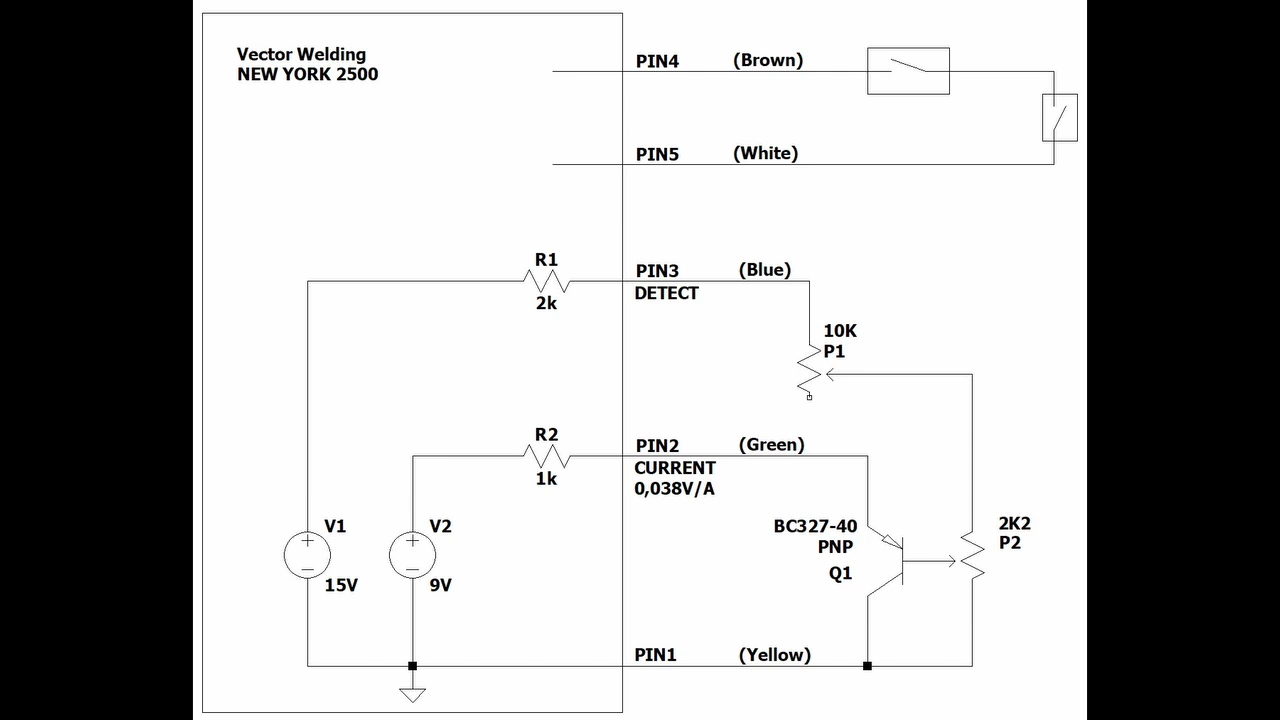 Vector Welding
NEW YORK 2500
PIN4 (Brown)
PIN5 (White)
R1
2k
PIN3 (Blue)
DETECT
10K
P1
R2
1k
PIN2 (Green)
CURRENT
0,038V/A
V1
15V
V2
9V
BC327-40
PNP
Q1
2K2
P2
PIN1 (Yellow)